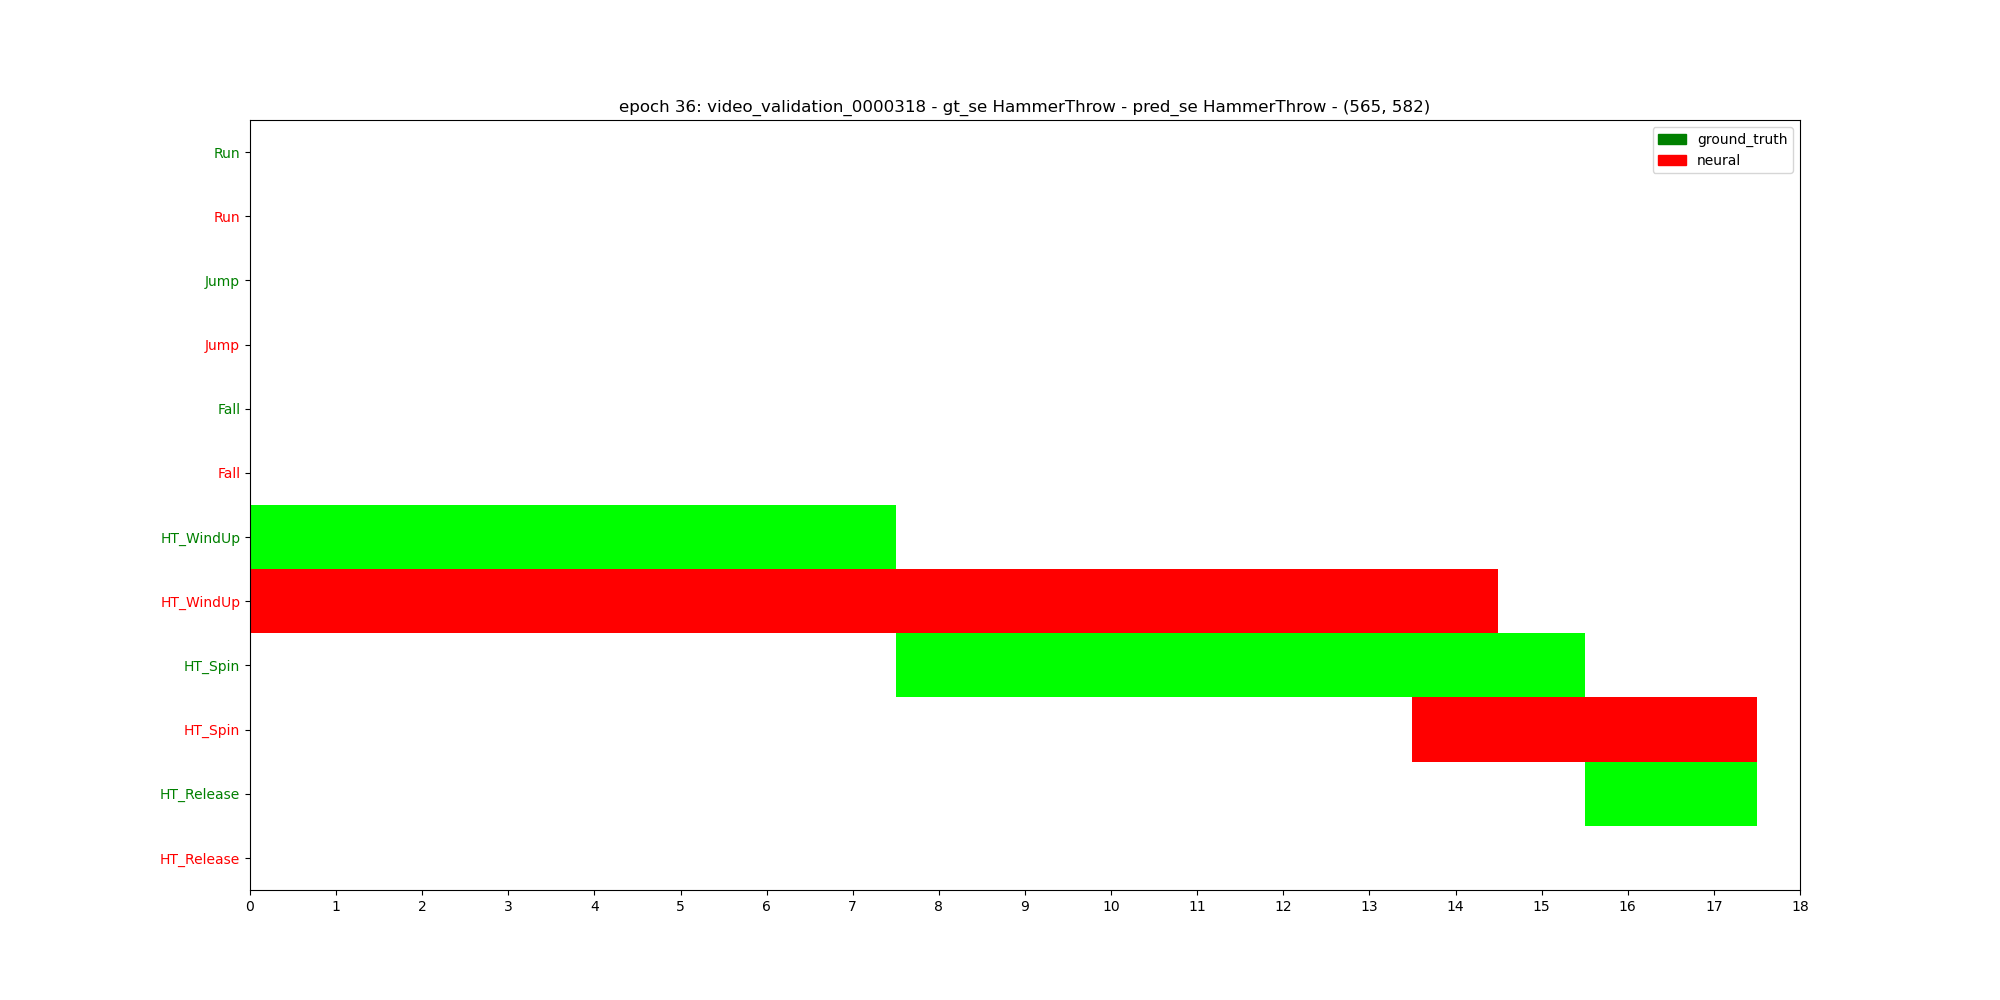 epoch 36: video_validation_0000318 - gt_se HammerThrow - pred_se HammerThrow - (565, 582)
ground_truth
neural
Run
Run
Jump
Jump
Fall
Fall
HT_WindUp
HT_WindUp
HT_Spin
HT_Spin
HT_Release
HT_Release
0 1 2 3 4 5 6 7 8 9 10 11 12 13 14 15 16 17 18